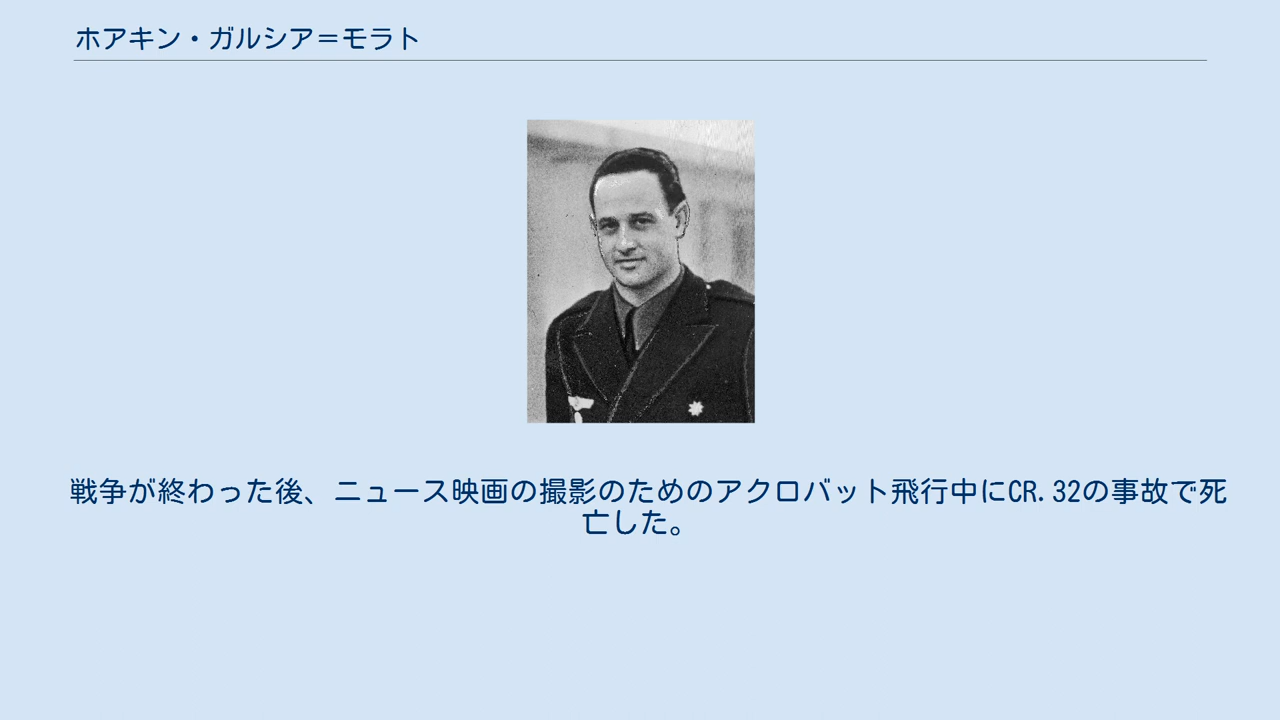 ホアキン・ガルシア＝モラト
戦争が終わった後、ニュース映画の撮影のためのアクロバット飛行中にCR.32の事故で死
亡した。